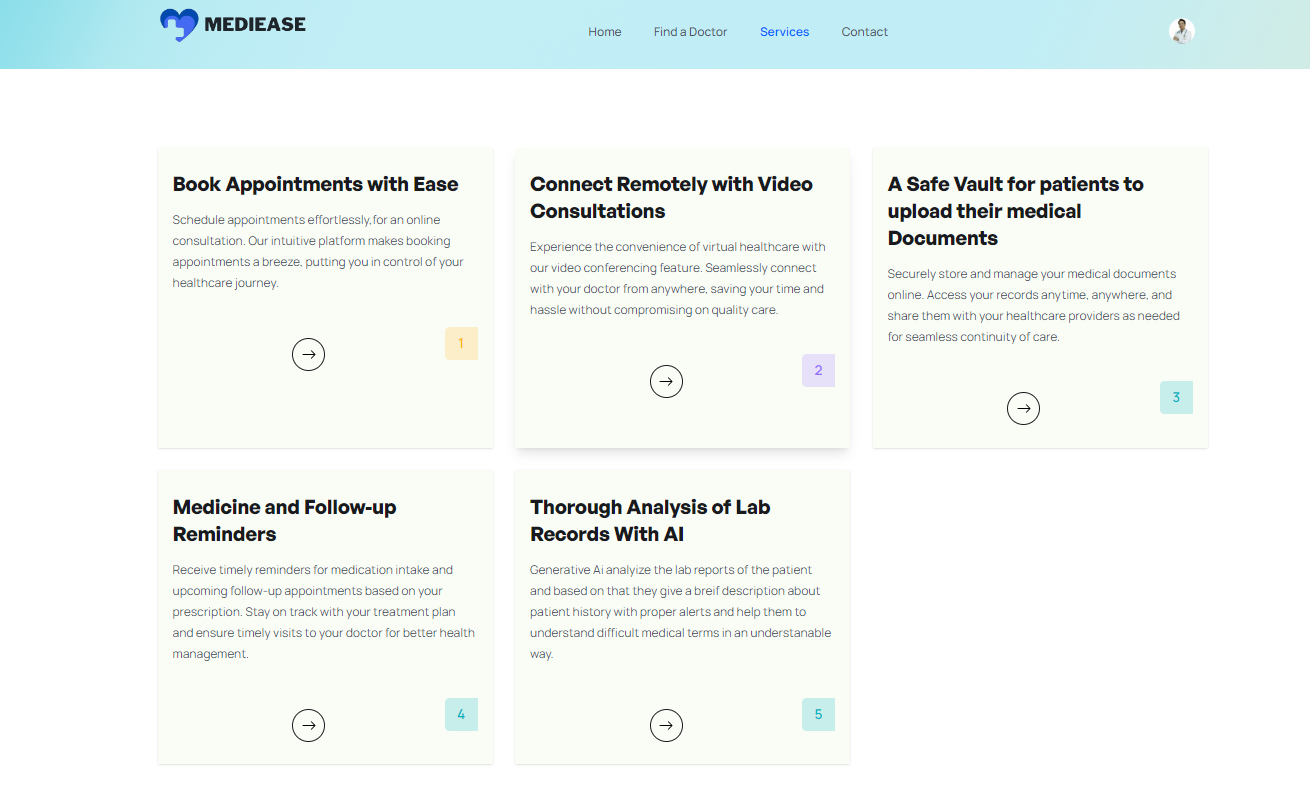 MEDIEASE
Home
Find a Doctor
Services
Contact
Book Appointments with Ease
Schedule appointments effortlessly,for an online
consultation. Our intuitive platform makes booking
appointments a breeze, putting you in control of your
healthcare journey.
1
Connect Remotely with Video
Consultations
Experience the convenience of virtual healthcare with
our video conferencing feature. Seamlessly connect
with your doctor from anywhere, saving your time and
hassle without compromising on quality care.
2
A Safe Vault for patients to
upload their medical
Documents
Securely store and manage your medical documents
online. Access your records anytime, anywhere, and
share them with your healthcare providers as needed
for seamless continuity of care.
3
Medicine and Follow-up
Reminders
Receive timely reminders for medication intake and
upcoming follow-up appointments based on your
prescription. Stay on track with your treatment plan
and ensure timely visits to your doctor for better health
management.
4
Thorough Analysis of Lab
Records With AI
Generative Ai analyize the lab reports of the patient
and based on that they give a breif description about
patient history with proper alerts and help them to
understand difficult medical terms in an understanable
way.
5